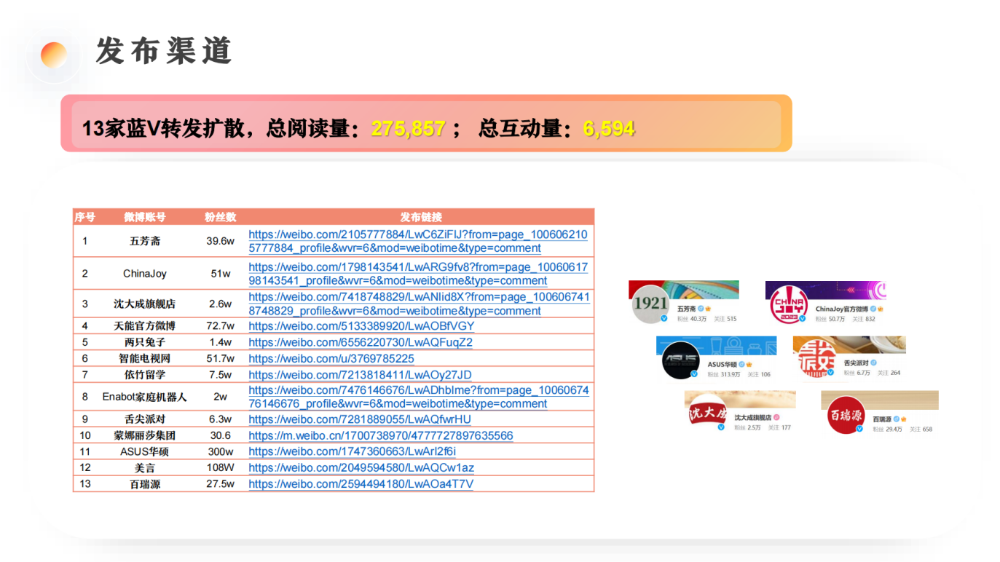 发布渠道
13家蓝V转发扩散，总阅读量：275,857； 总互动量：6,594
序号 微博账号 粉丝数 发布链接
1 五芳斋 39.6w https://weibo.com/2105777884/LwC6ZiFlJ?from=page_100606210
5777884_profile&wvr=6&mod=weibotime&type=comment
2 ChinaJoy 51w https://weibo.com/1798143541/LwARG9fv8?from=page_10060617
98143541_profile&wvr=6&mod=weibotime&type=comment
3 沈大成旗舰店 2.6w https://weibo.com/7418748829/LwANlid8X?from=page_100606741
8748829_profile&wvr=6&mod=weibotime&type=comment
4 天能官方微博 72.7w https://weibo.com/5133389920/LwAOBfVGY
5 两只兔子 1.4w https://weibo.com/6556220730/LwAQFuqZ2
6 智能电视网 51.7w https://weibo.com/u/3769785225
7 依竹留学 7.5w https://weibo.com/7213818411/LwAOy27JD
8 Enabot家庭机器人 2w https://weibo.com/7476146676/LwADhblme?from=page_10060674
76146676_profile&wvr=6&mod=weibotime&type=comment
9 舌尖派对 6.3w https://weibo.com/7281889055/LwAQfwrHU
10 蒙娜丽莎集团 30.6 https://m.weibo.cn/1700738970/4777727897635566
11 ASUS华硕 300w https://weibo.com/1747360663/LwArI2f6i
12 美言 108W https://weibo.com/2049594580/LwAQCw1az
13 百瑞源 27.5w https://weibo.com/2594494180/LwAOa4T7V
1921
五芳斋
粉丝 40.3万 关注 515
CHINA
JOY
2023
ChinaJoy官方微博
粉丝 50.7万 关注 832
ASUS
ASUS华硕
粉丝 313.9万 关注 106
舌尖派对
粉丝 6.7万 关注 264
沈大成
沈大成旗舰店
粉丝 2.5万 关注 177
百瑞源
百瑞源
粉丝 29.4万 关注 658